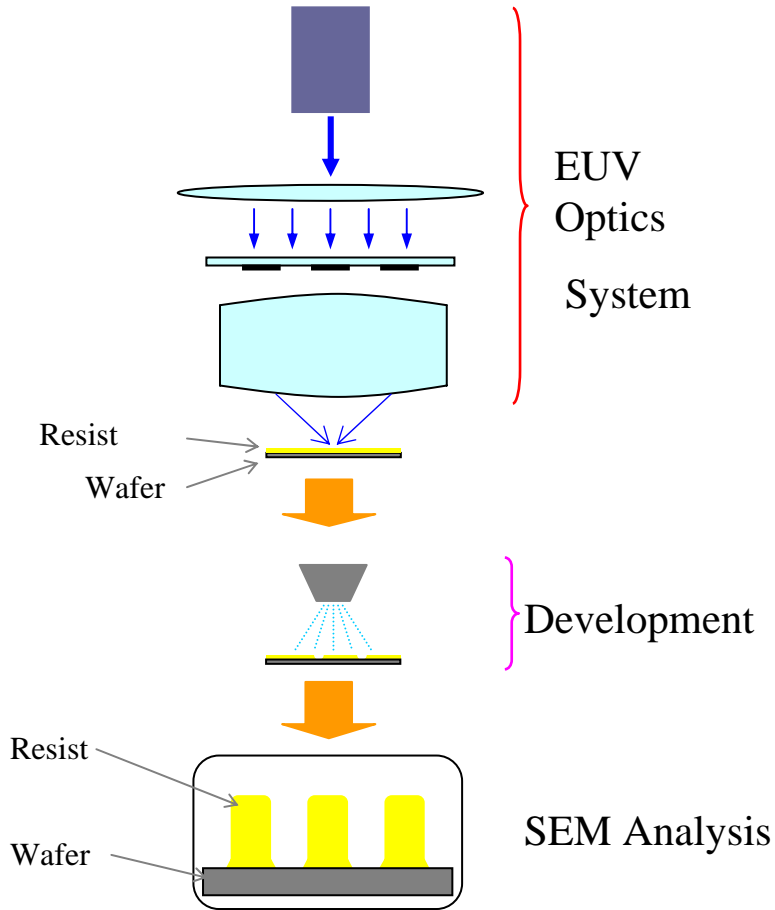 EUV
Optics
System
Resist
Wafer
Development
Resist
SEM Analysis
Wafer